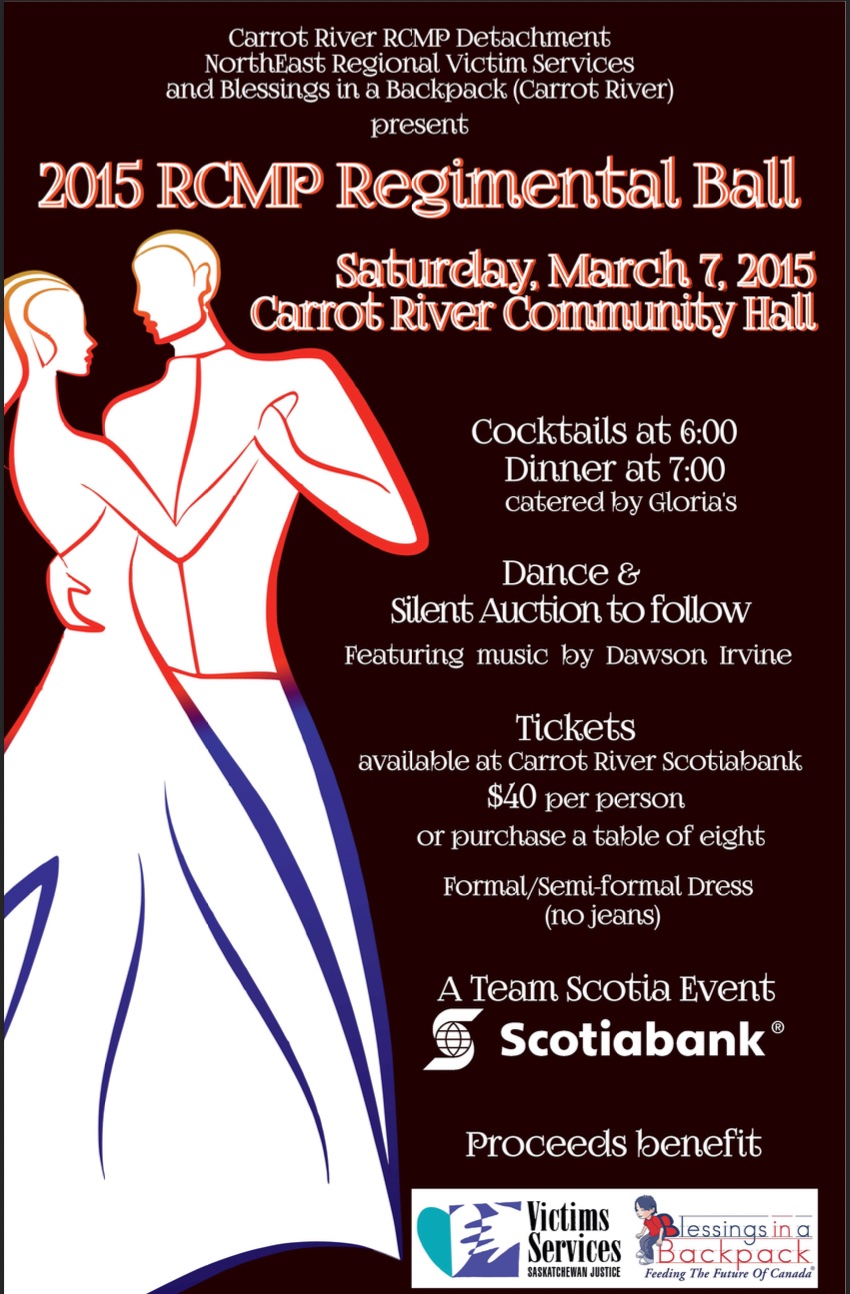 Carrot River RCMP Detachment
NorthEast Regional Victim Services
and Blessings in a Backpack (Carrot River)
present
2015 RCMP Regimental Ball
Saturday, March 7, 2015
Carrot River Community Hall
Cocktails at 6:00
Dinner at 7:00
catered by Gloria's
Dance &
Silent Auction to follow
Featuring music by Dawson Irvine
Tickets
available at Carrot River Scotiabank
$40 per person
or purchase a table of eight
Formal/Semi-formal Dress
(no jeans)
A Team Scotia Event
Scotiabank®
Proceeds benefit
Victims
Services
SASKATCHEWAN JUSTICE
Blessings in a
Backpack
Feeding The Future Of Canada®